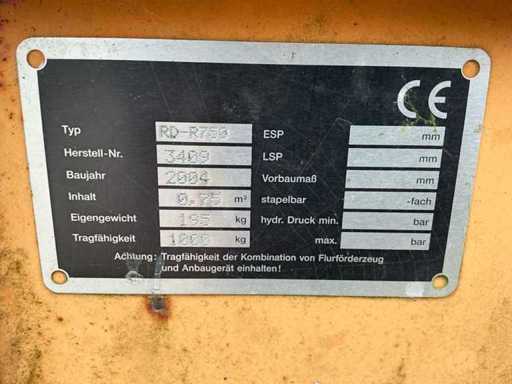 CE
Typ RD-R750 ESP mm
Herstell-Nr. 3409 LSP mm
Baujahr 2004 Vorbaumaß mm
Inhalt 0.75 m³ stapelbar -fach
Eigengewicht 195 kg hydr. Druck min. bar
Tragfähigkeit 1000 kg max. bar
Achtung: Tragfähigkeit der Kombination von Flurförderzeug
und Anbaugerät einhalten!